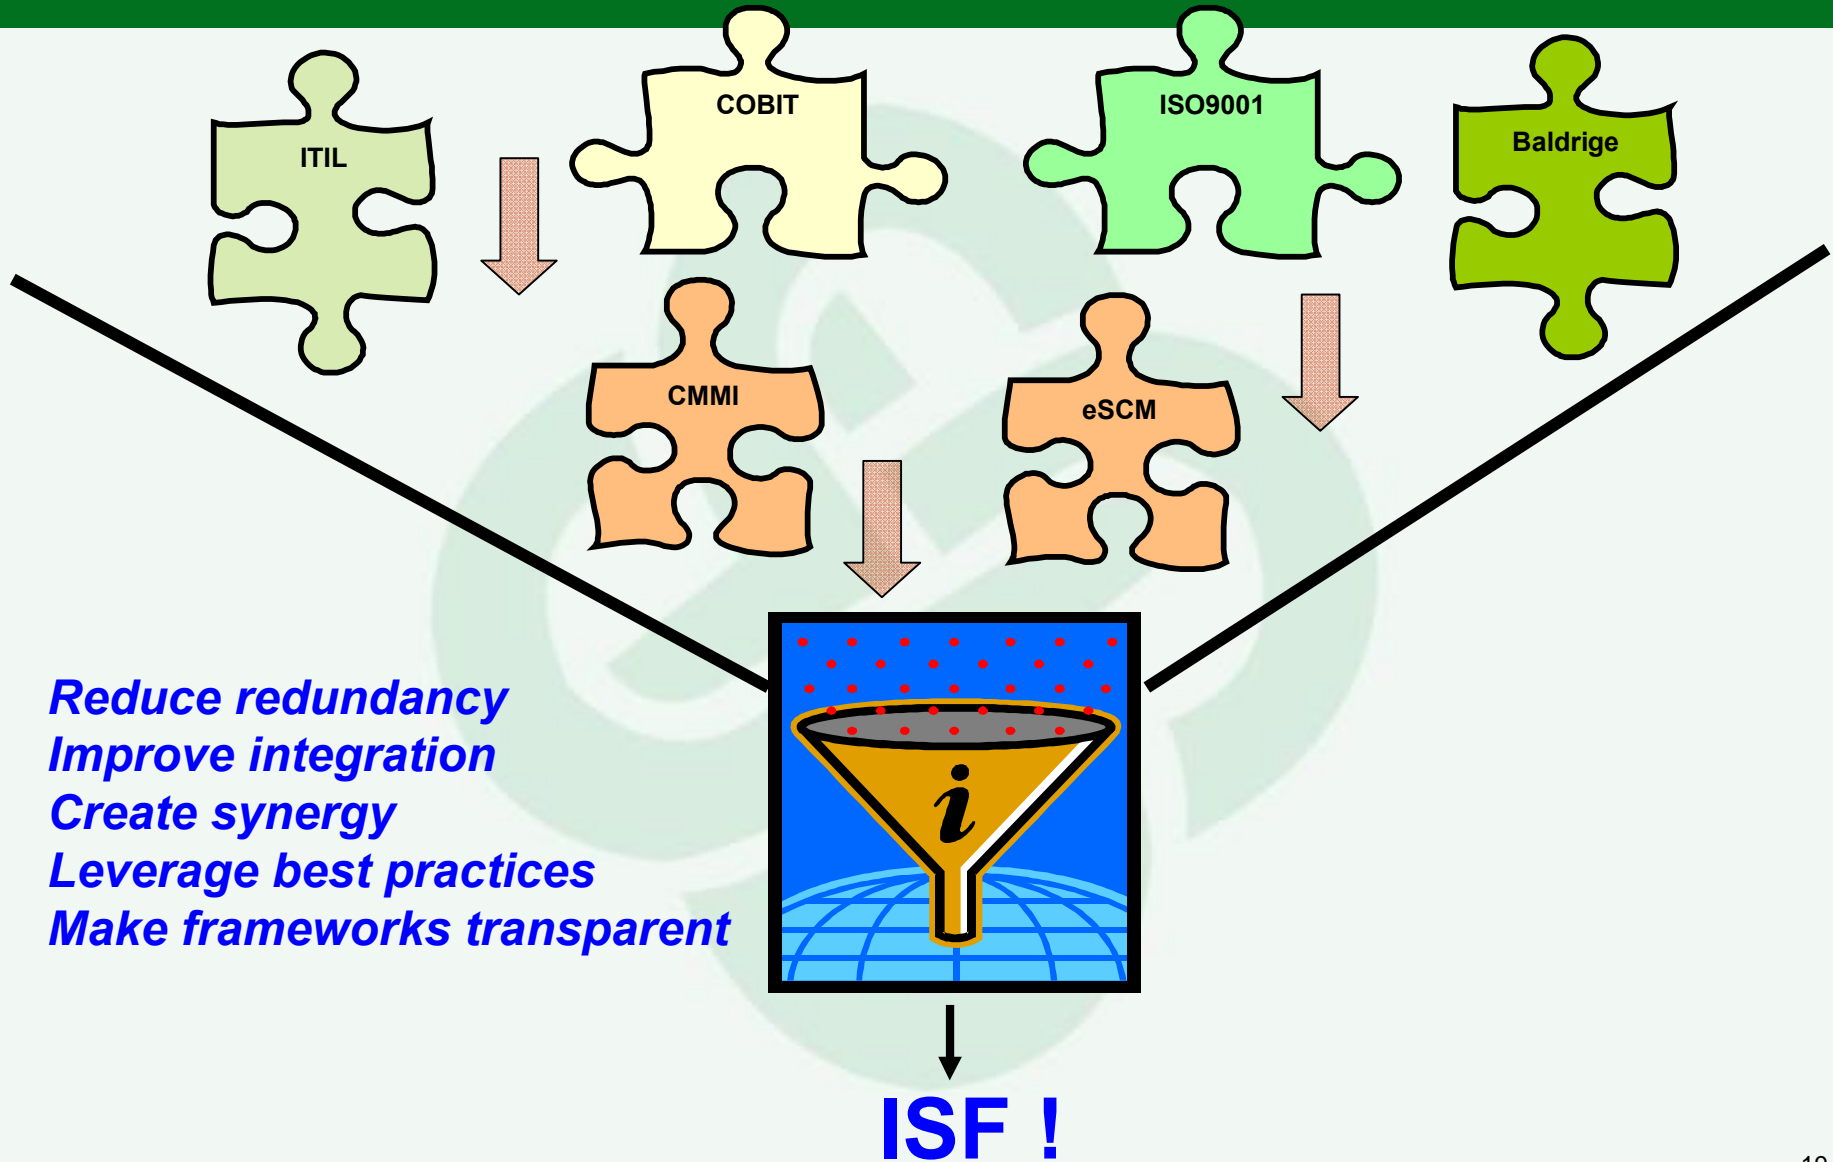 COBIT
ISO9001
Baldrige
ITIL
CMMI
eSCM
i
Reduce redundancy
Improve integration
Create synergy
Leverage best practices
Make frameworks transparent
ISF !